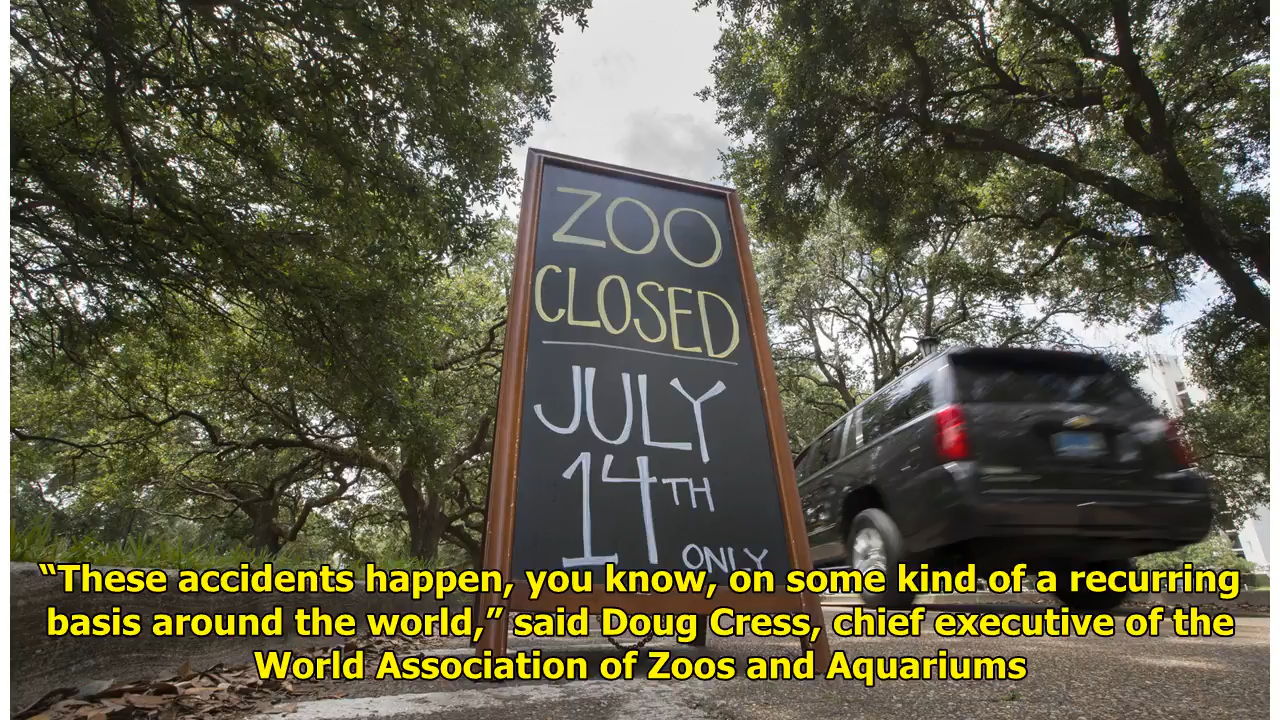 ZOO
CLOSED
JULY
14TH
ONLY
“These accidents happen, you know, on some kind of a recurring
basis around the world,” said Doug Cress, chief executive of the
World Association of Zoos and Aquariums